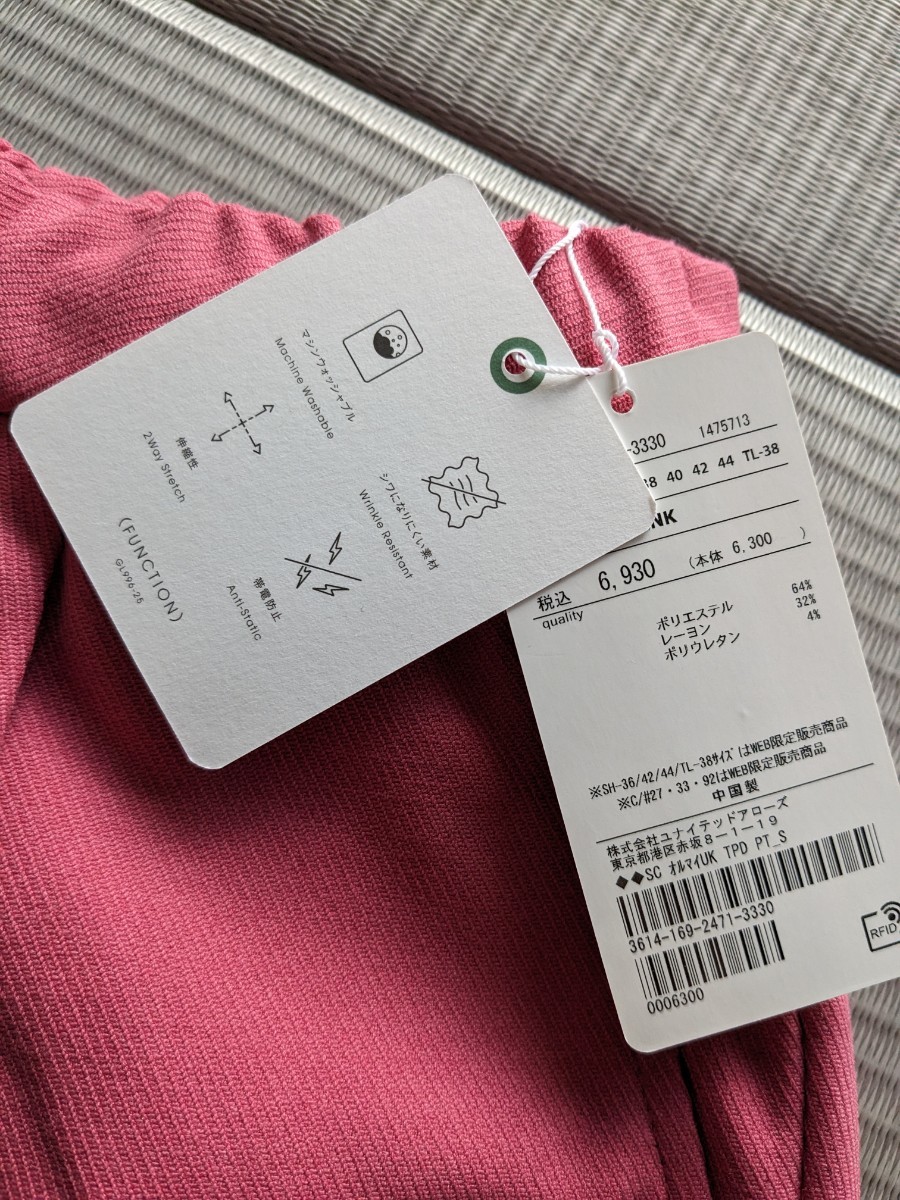 マシンウォッシャブル
Machine Washable
伸縮性
2Way Stretch
シワになりにくい素材
Wrinkle Resistant
帯電防止
Anti-Static
(FUNCTION)
GL996-25
-3330 1475713
38 40 42 44 TL-38
NK
税込 6,930 (本体 6,300 )
quality
ポリエステル 64%
レーヨン 32%
ポリウレタン 4%
※SH-36/42/44/TL-38サイズはWEB限定販売商品
※C/#27・33・92はWEB限定販売商品
中国製
株式会社ユナイテッドアローズ
東京都港区赤坂8−1−19
◆◆SC オルマイUK TPD PT_S
3614-169-2471-3330
0006300
RFID